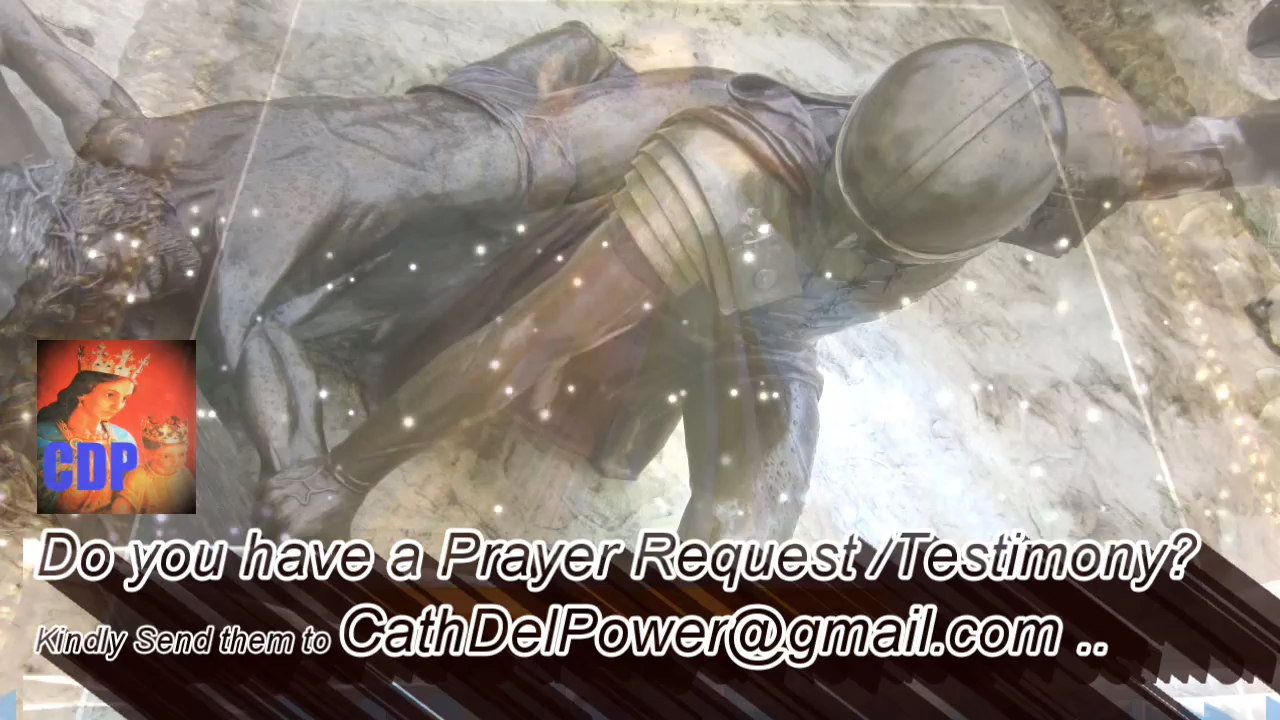 CDP
Do you have a Prayer Request /Testimony?
Kindly Send them to CathDelPower@gmail.com ..